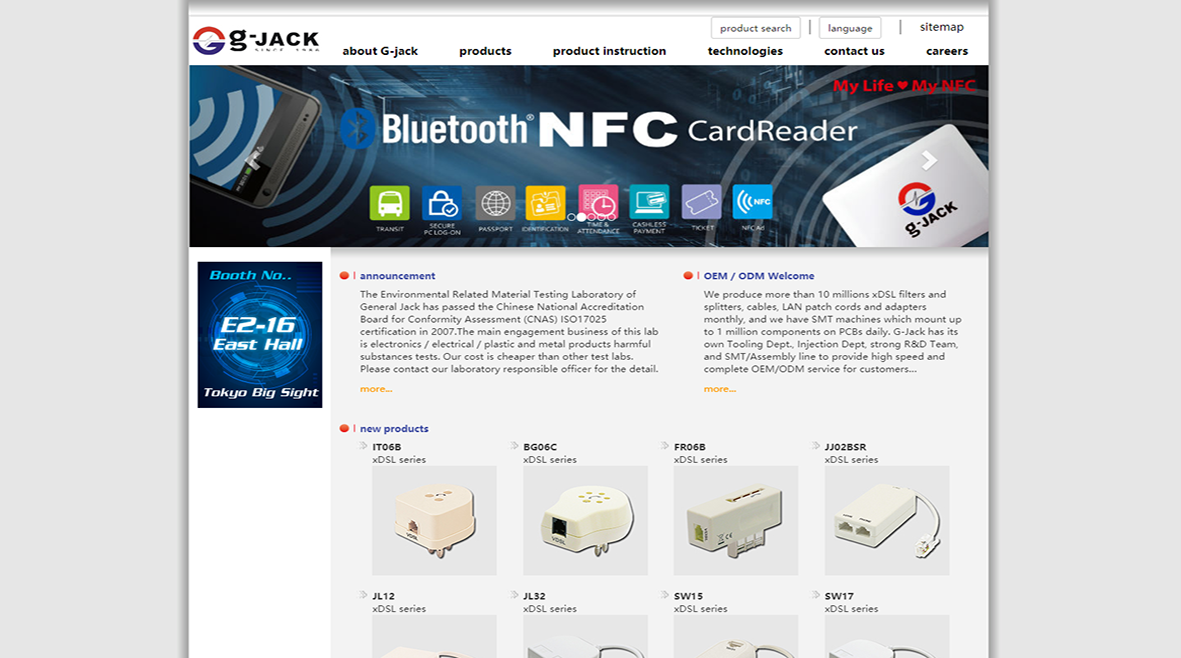 product search | language | sitemap
g-JACK
SINCE 1986
about G-jack products product instruction technologies contact us careers
My Life ♥ My NFC
Bluetooth® NFC CardReader
TRANSIT
SECURE PC LOG-ON
PASSPORT
IDENTIFICATION
TIME & ATTENDANCE
CASHLESS PAYMENT
TICKET
NFC Ad
NFC
g-JACK
Booth No..
E2-16
East Hall
Tokyo Big Sight
announcement
The Environmental Related Material Testing Laboratory of
General Jack has passed the Chinese National Accreditation
Board for Conformity Assessment (CNAS) ISO17025
certification in 2007.The main engagement business of this lab
is electronics / electrical / plastic and metal products harmful
substances tests. Our cost is cheaper than other test labs.
Please contact our laboratory responsible officer for the detail.
more...
OEM / ODM Welcome
We produce more than 10 millions xDSL filters and
splitters, cables, LAN patch cords and adapters
monthly, and we have SMT machines which mount up
to 1 million components on PCBs daily. G-Jack has its
own Tooling Dept., Injection Dept, strong R&D Team,
and SMT/Assembly line to provide high speed and
complete OEM/ODM service for customers...
more...
new products
IT06B
xDSL series
BG06C
xDSL series
FR06B
xDSL series
JJ02BSR
xDSL series
VDSL
VDSL
JL12
xDSL series
JL32
xDSL series
SW15
xDSL series
SW17
xDSL series